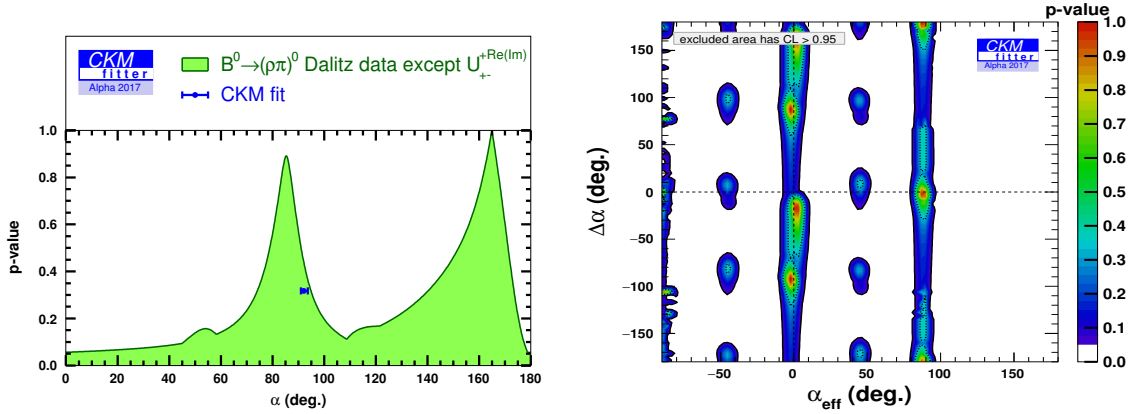 CKM
fitter
Alpha 2017
B⁰→(ρπ)⁰ Dalitz data except U₊₋⁺ᴿᵉ⁽ᴵᵐ⁾
CKM fit
p-value
1.0
0.8
0.6
0.4
0.2
0.0
0 20 40 60 80 100 120 140 160 180
α (deg.)
p-value
excluded area has CL > 0.95
CKM
fitter
Alpha 2017
Δα (deg.)
150
100
50
0
−50
−100
−150
−50 0 50 100 150
α_eff (deg.)
1.0
0.9
0.8
0.7
0.6
0.5
0.4
0.3
0.2
0.1
0.0